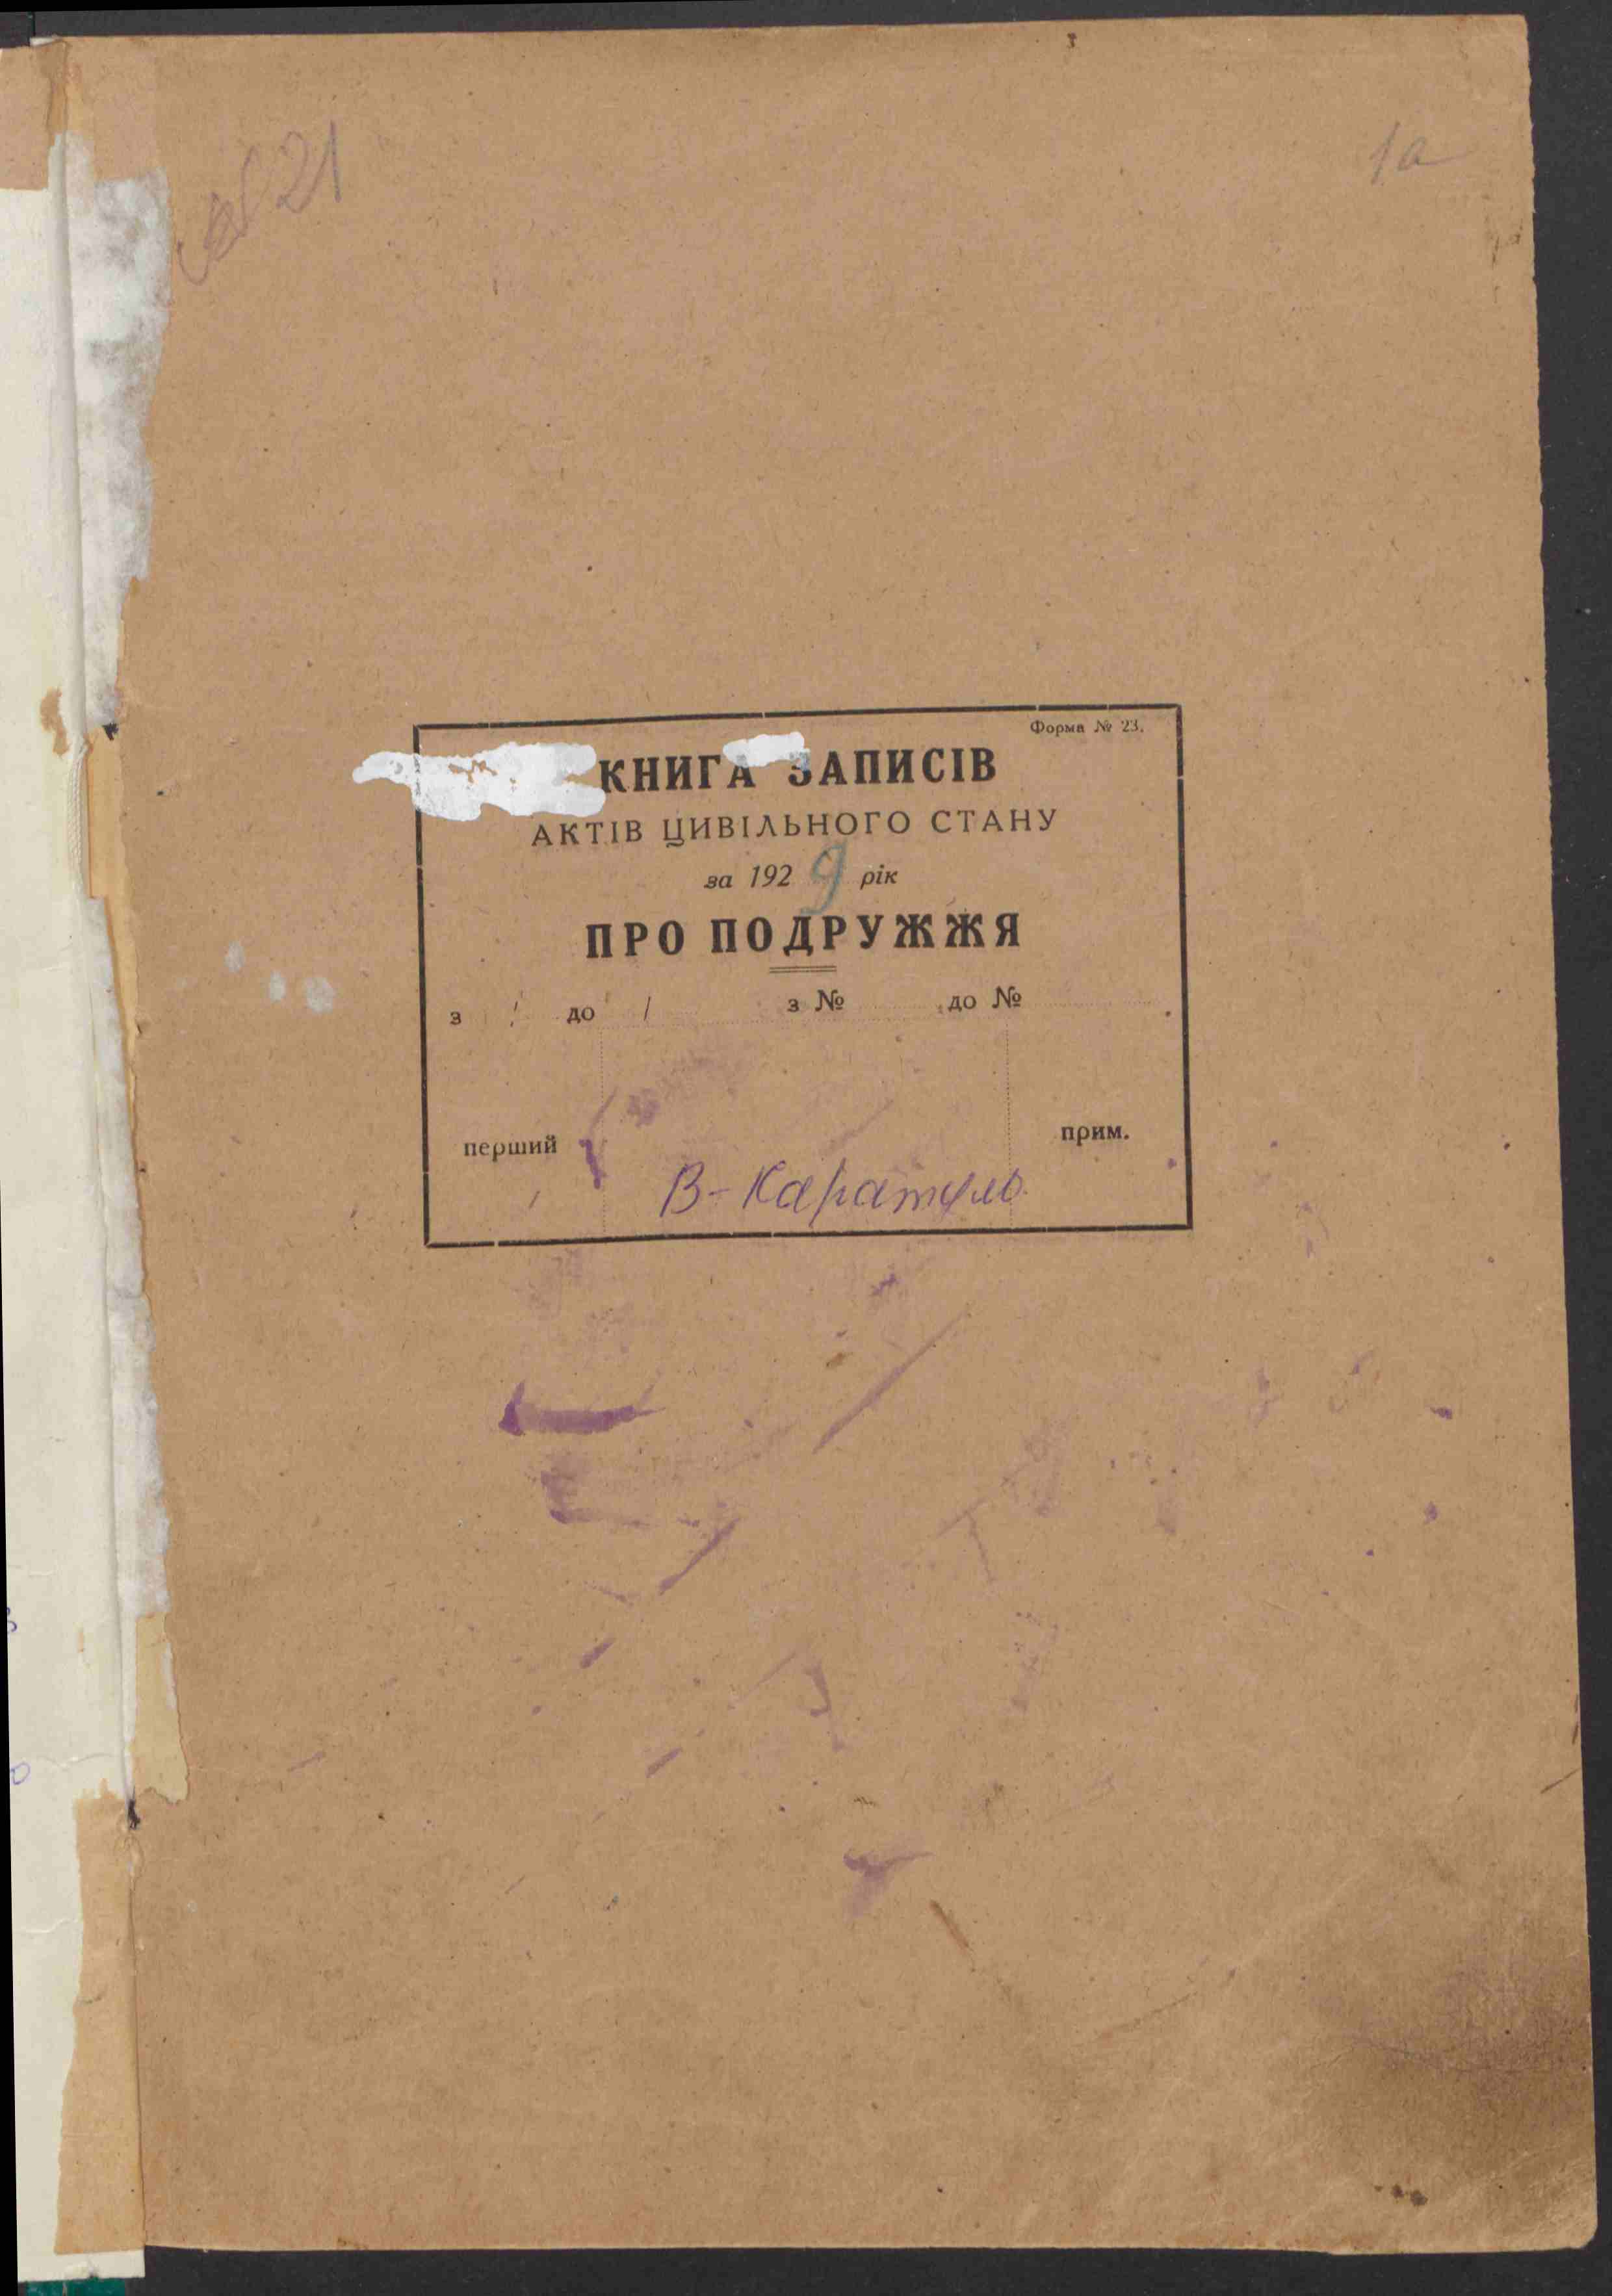 21
1а
Форма № 23.
КНИГА ЗАПИСІВ
АКТІВ ЦИВІЛЬНОГО СТАНУ
за 1929 рік
ПРО ПОДРУЖЖЯ
з до з № до №
перший прим.
В-Каратуль